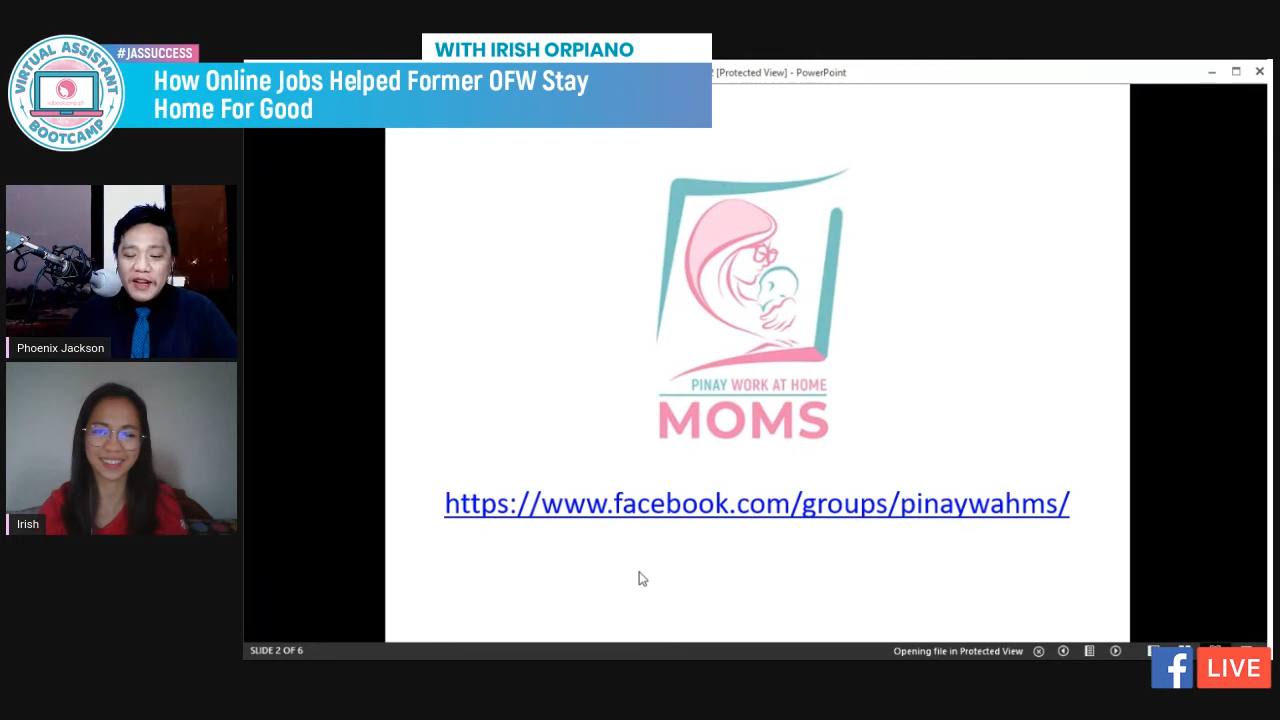 WITH IRISH ORPIANO
#JASSUCCESS
VIRTUAL ASSISTANT
BOOTCAMP
How Online Jobs Helped Former OFW Stay
Home For Good
[Protected View] - PowerPoint
Phoenix Jackson
Irish
PINAY WORK AT HOME
MOMS
https://www.facebook.com/groups/pinaywahms/
SLIDE 2 OF 6
Opening file in Protected View
f LIVE